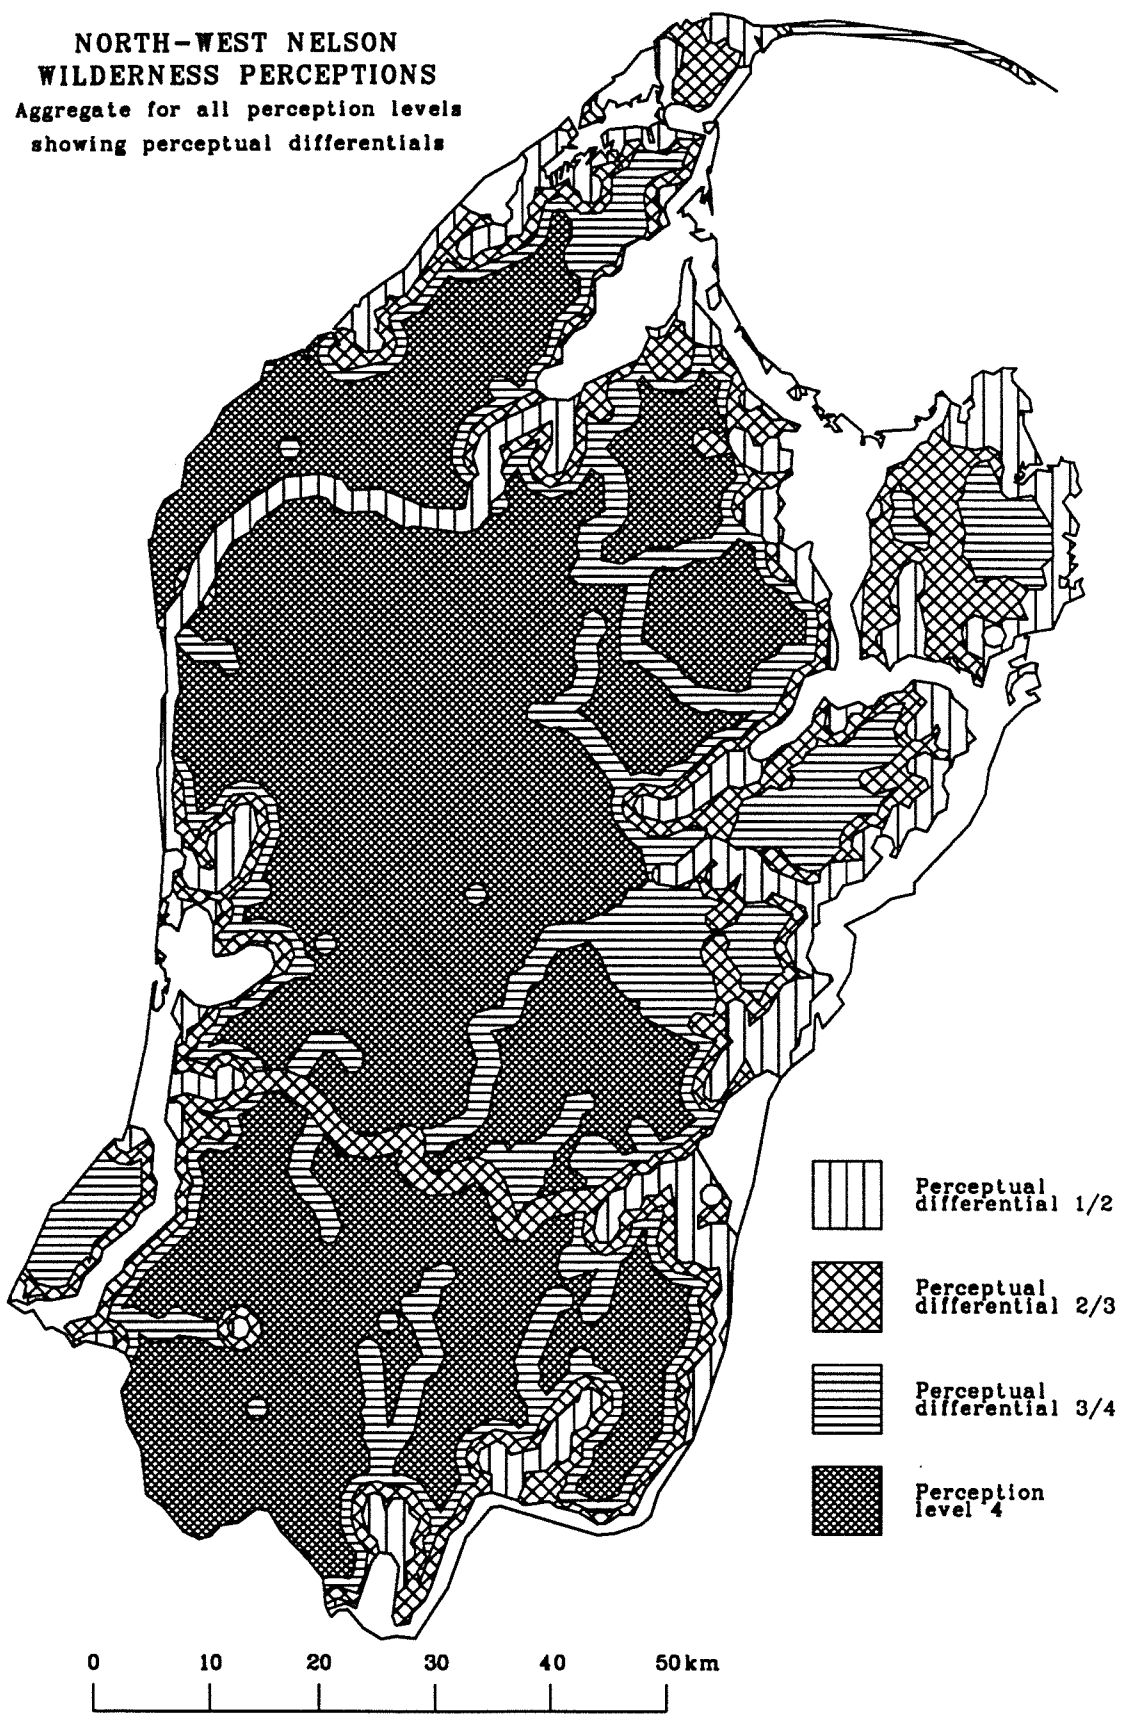 NORTH-WEST NELSON
WILDERNESS PERCEPTIONS
Aggregate for all perception levels
showing perceptual differentials
Perceptual
differential 1/2
Perceptual
differential 2/3
Perceptual
differential 3/4
Perception
level 4
0 10 20 30 40 50km